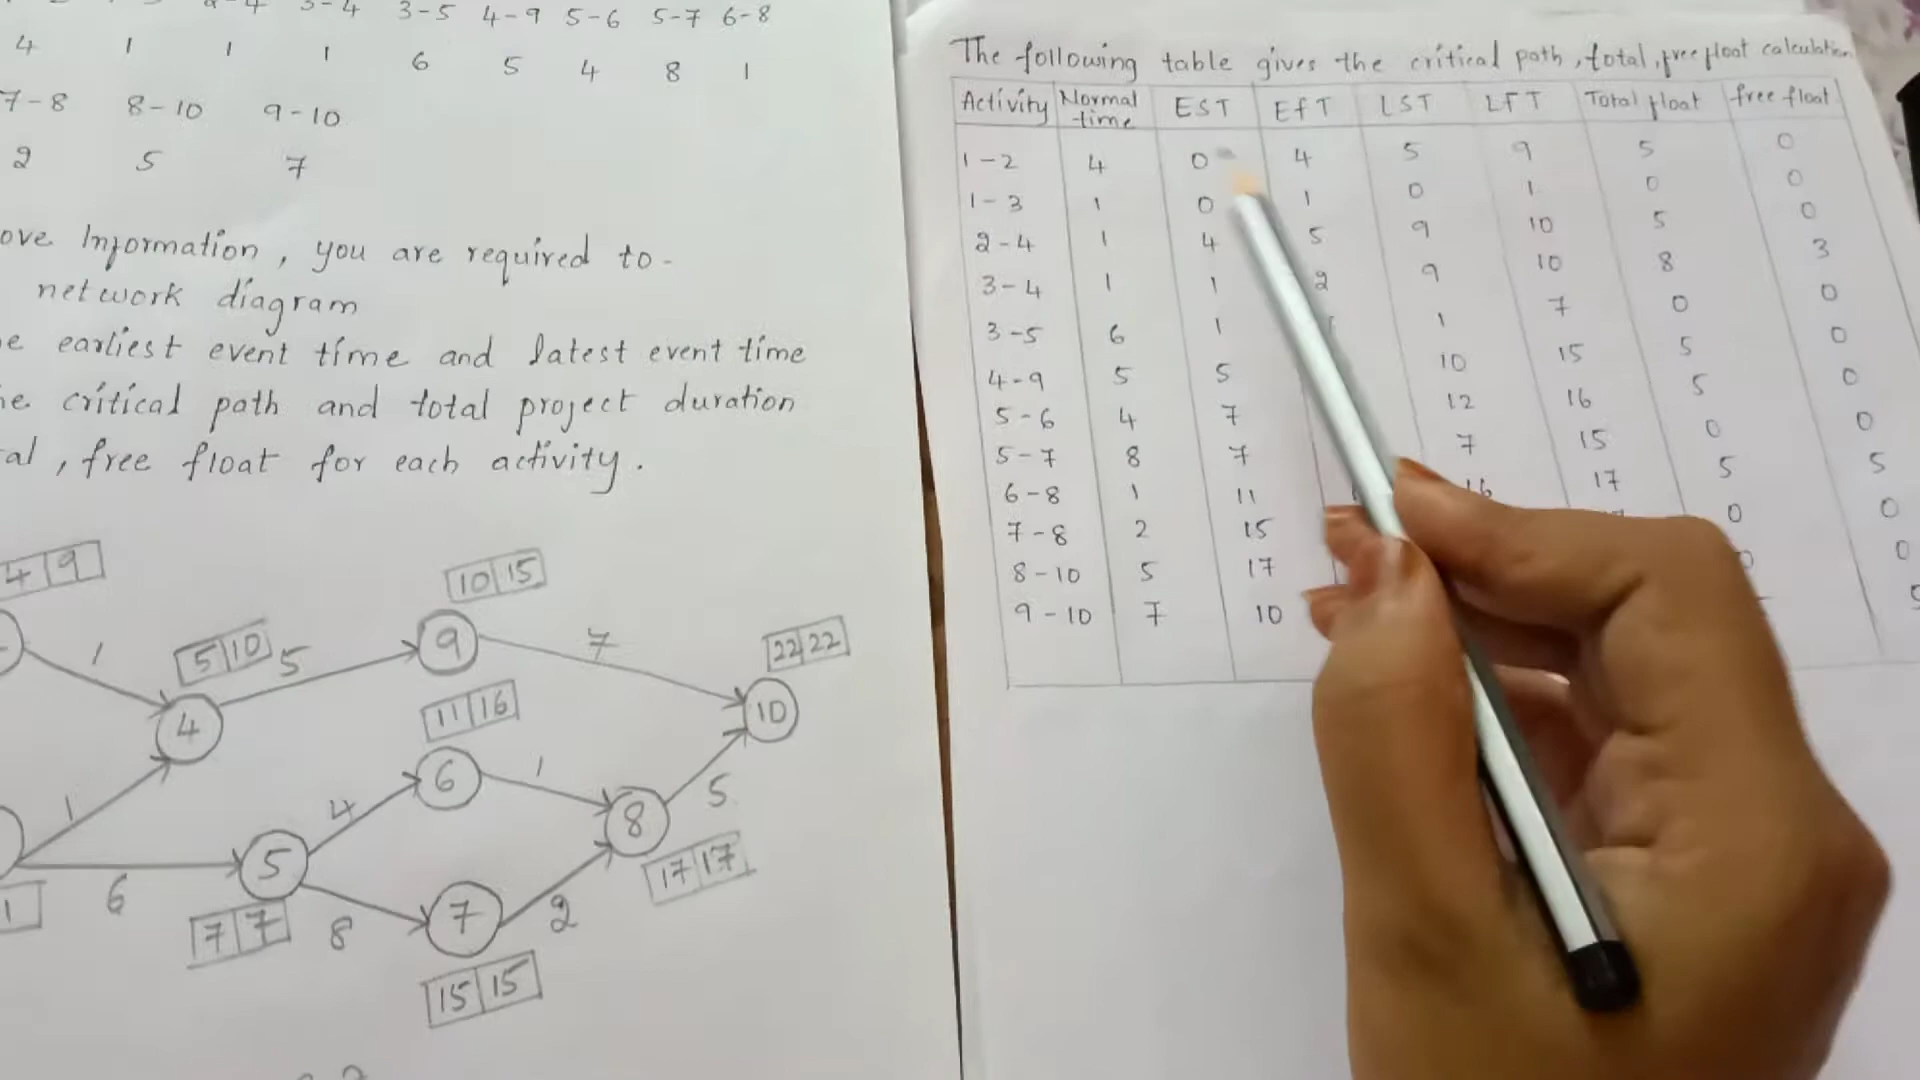 2-4 3-4 3-5 4-9 5-6 5-7 6-8
4 1 1 1 6 5 4 8 1
7-8 8-10 9-10
2 5 7
ove Information, you are required to-
network diagram
e earliest event time and latest event time
e critical path and total project duration
al, free float for each activity.
4 9
10 15
1
5 10
5
9
7
22 22
4
11 16
10
1
4
6
1
8
5
5
17 17
1
6
7 7
8
7
2
15 15
The following table gives the critical path, total, free float calculation
Activity Normal time EST EFT LST LFT Total float free float
1-2 4 0 4 5 9 5 0
1-3 1 0 1 0 1 0 0
2-4 1 4 5 9 10 5 0
3-4 1 1 2 9 10 8 3
3-5 6 1 1 7 0 0
4-9 5 5 10 15 5 0
5-6 4 7 12 16 5 0
5-7 8 7 7 15 0 0
6-8 1 11 16 17 5 5
7-8 2 15 0 0
8-10 5 17 0 0
9-10 7 10